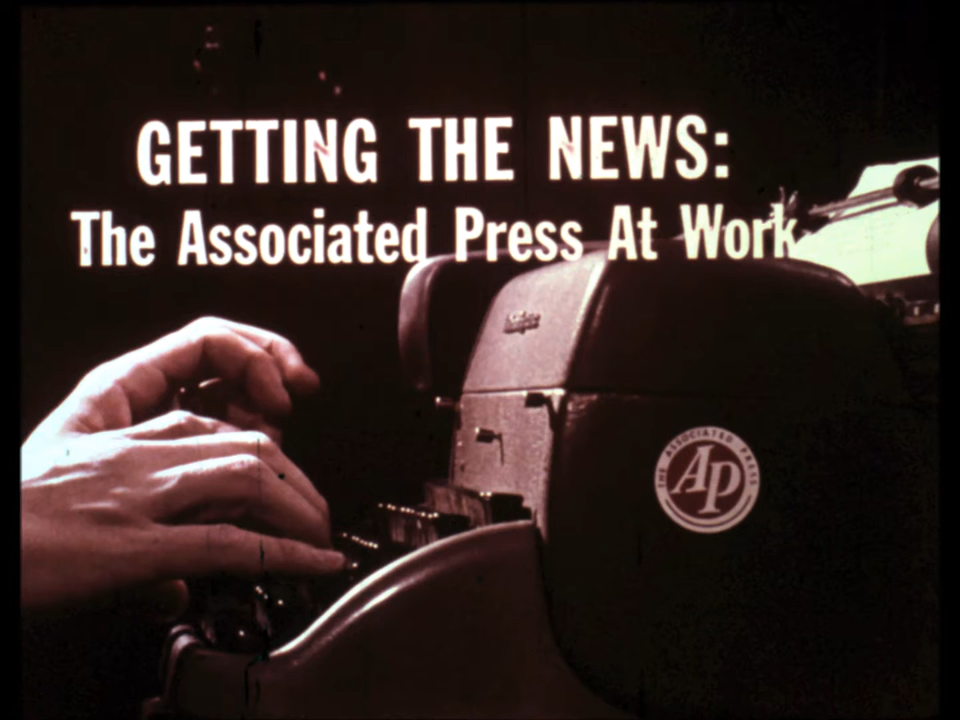 GETTING THE NEWS:
The Associated Press At Work
THE ASSOCIATED PRESS
AP